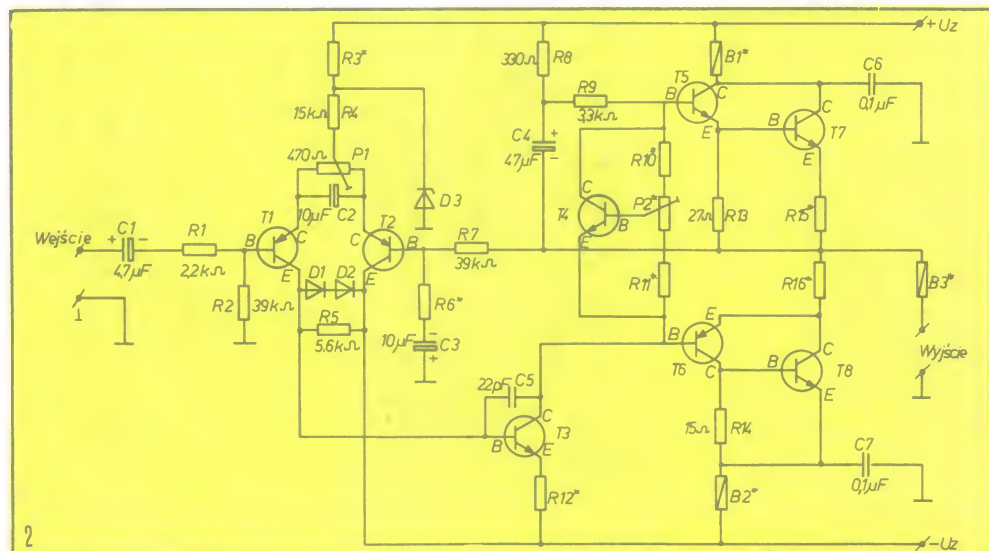 +Uz
R3*
330Ω R8
B1*
C6
0,1µF
T5
B C E
R9
3,3kΩ
15kΩ R4
470Ω P1
C4
47µF
+
-
R10*
B C E
T7
10µF
C2
D3
C
T4
P2*
B
E
27Ω R13
R15*
Wejście
C1
+ -
4,7µF
R1
2,2kΩ
T1
B C E
T2
C B E
R7
39kΩ
D1 D2
R2
39kΩ
R6*
R11*
R16*
B3*
R5
5,6kΩ
10µF
-
C3
+
E
B
T6
C
C
B
T8
E
Wyjście
22pF C5
C
T3
B E
15Ω R14
R12*
B2*
C7
0,1µF
2
-Uz